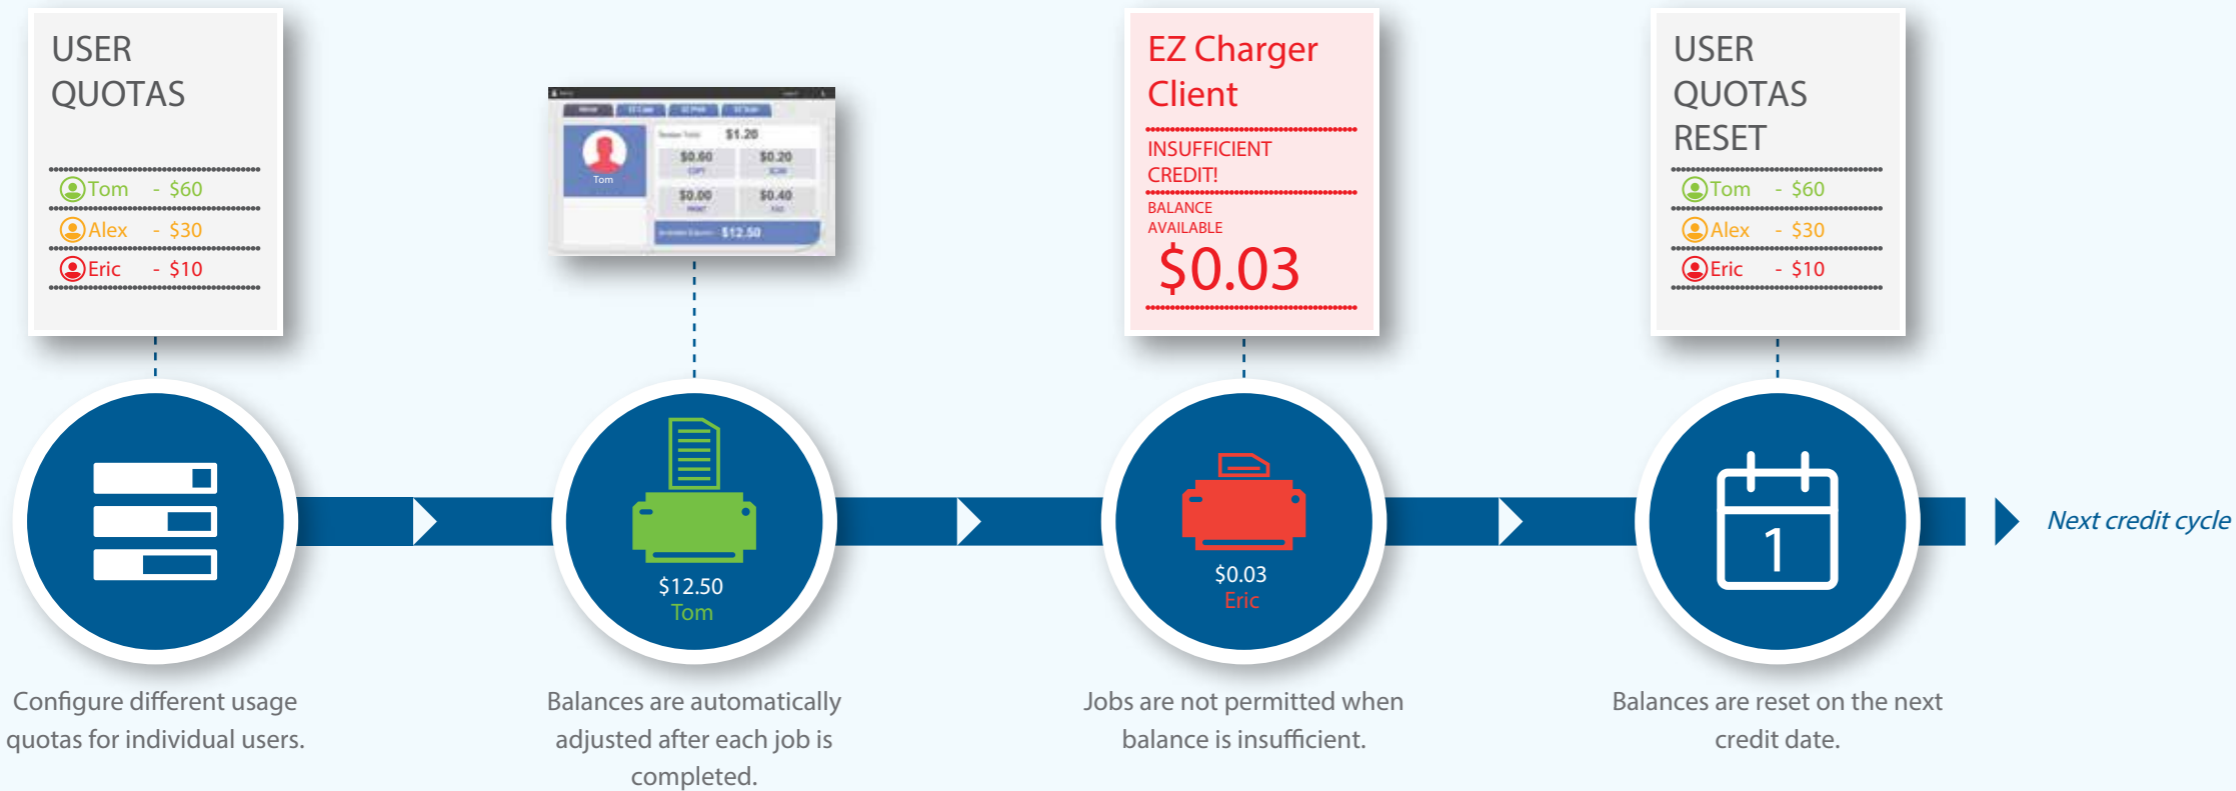 USER
QUOTAS
Tom - $60
Alex - $30
Eric - $10
$1.20
$0.60
$0.20
COPY
SCAN
Tom
$0.00
$0.40
PRINT
$12.50
EZ Charger
Client
INSUFFICIENT
CREDIT!
BALANCE
AVAILABLE
$0.03
USER
QUOTAS
RESET
Tom - $60
Alex - $30
Eric - $10
$12.50
Tom
$0.03
Eric
1
Next credit cycle
Configure different usage
quotas for individual users.
Balances are automatically
adjusted after each job is
completed.
Jobs are not permitted when
balance is insufficient.
Balances are reset on the next
credit date.